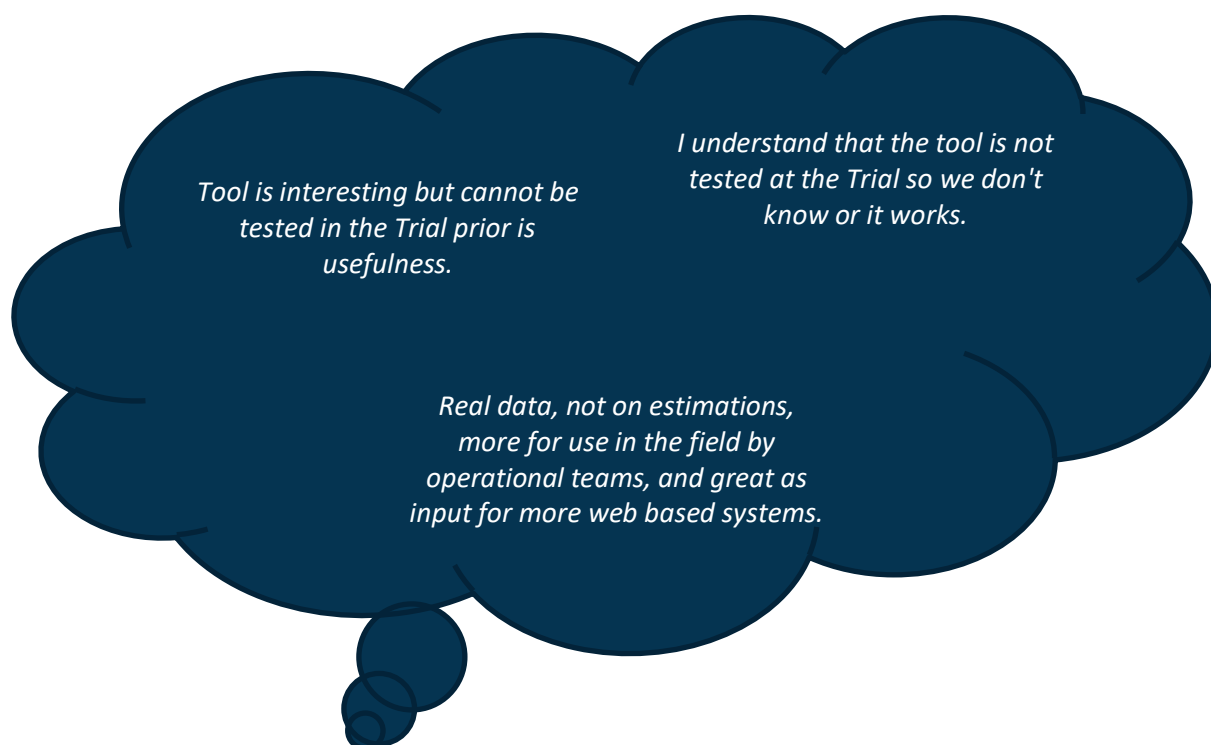 Tool is interesting but cannot be
tested in the Trial prior is
usefulness.
I understand that the tool is not
tested at the Trial so we don't
know or it works.
Real data, not on estimations,
more for use in the field by
operational teams, and great as
input for more web based systems.